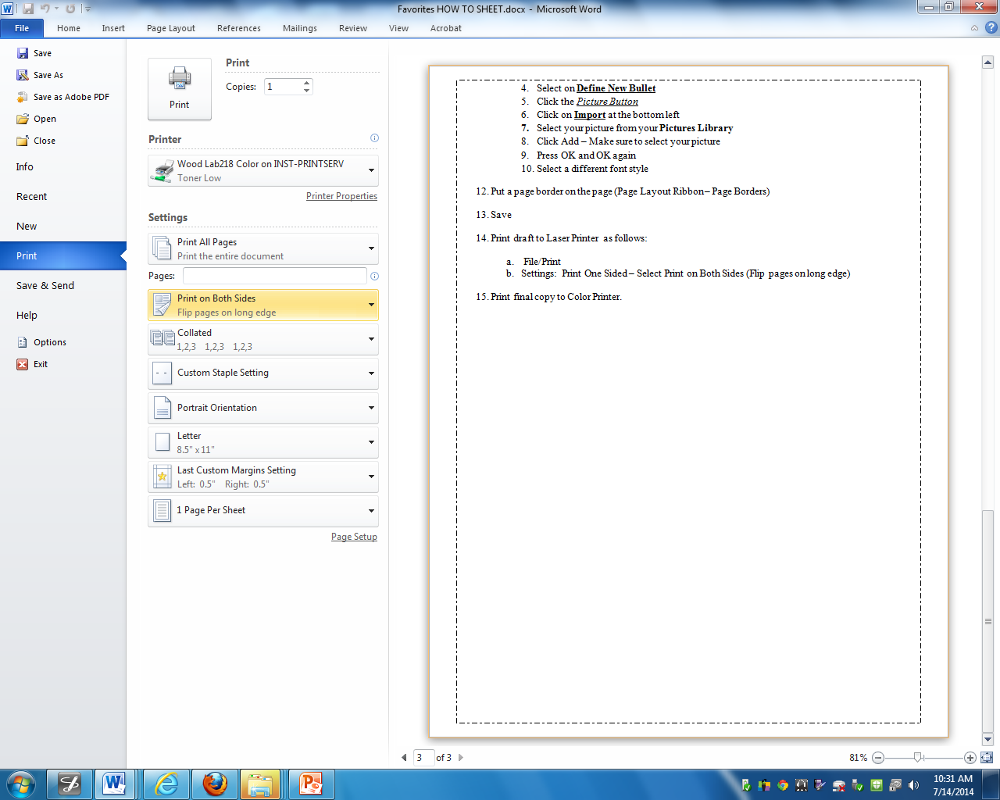 Favorites HOW TO SHEET.docx - Microsoft Word
File Home Insert Page Layout References Mailings Review View Acrobat
Save
Save As
Save as Adobe PDF
Open
Close
Info
Recent
New
Print
Save & Send
Help
Options
Exit
Print
Print
Copies: 1
Printer
Wood Lab218 Color on INST-PRINTSERV
Toner Low
Printer Properties
Settings
Print All Pages
Print the entire document
Pages:
Print on Both Sides
Flip pages on long edge
Collated
1,2,3 1,2,3 1,2,3
Custom Staple Setting
Portrait Orientation
Letter
8.5" x 11"
Last Custom Margins Setting
Left: 0.5" Right: 0.5"
1 Page Per Sheet
Page Setup
4. Select on Define New Bullet
5. Click the Picture Button
6. Click on Import at the bottom left
7. Select your picture from your Pictures Library
8. Click Add – Make sure to select your picture
9. Press OK and OK again
10. Select a different font style
12. Put a page border on the page (Page Layout Ribbon – Page Borders)
13. Save
14. Print draft to Laser Printer as follows:
a. File/Print
b. Settings: Print One Sided – Select Print on Both Sides (Flip pages on long edge)
15. Print final copy to Color Printer.
3 of 3
81%
10:31 AM
7/14/2014